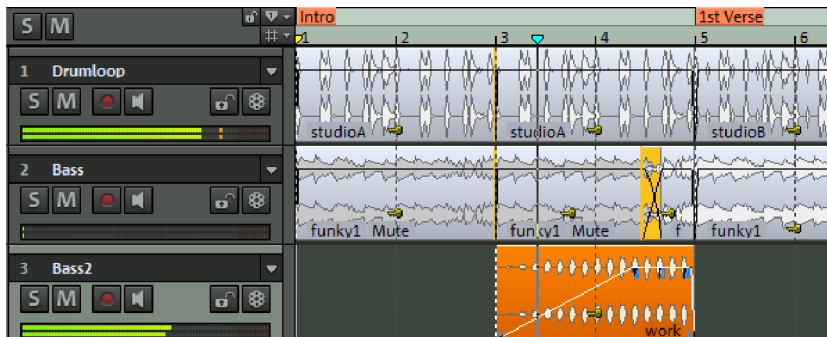 S M Intro 1st Verse
1 2 3 4 5 6
1 Drumloop
S M
studioA studioA studioB
2 Bass
S M
funky1 Mute funky1 Mute f funky1
3 Bass2
S M
work